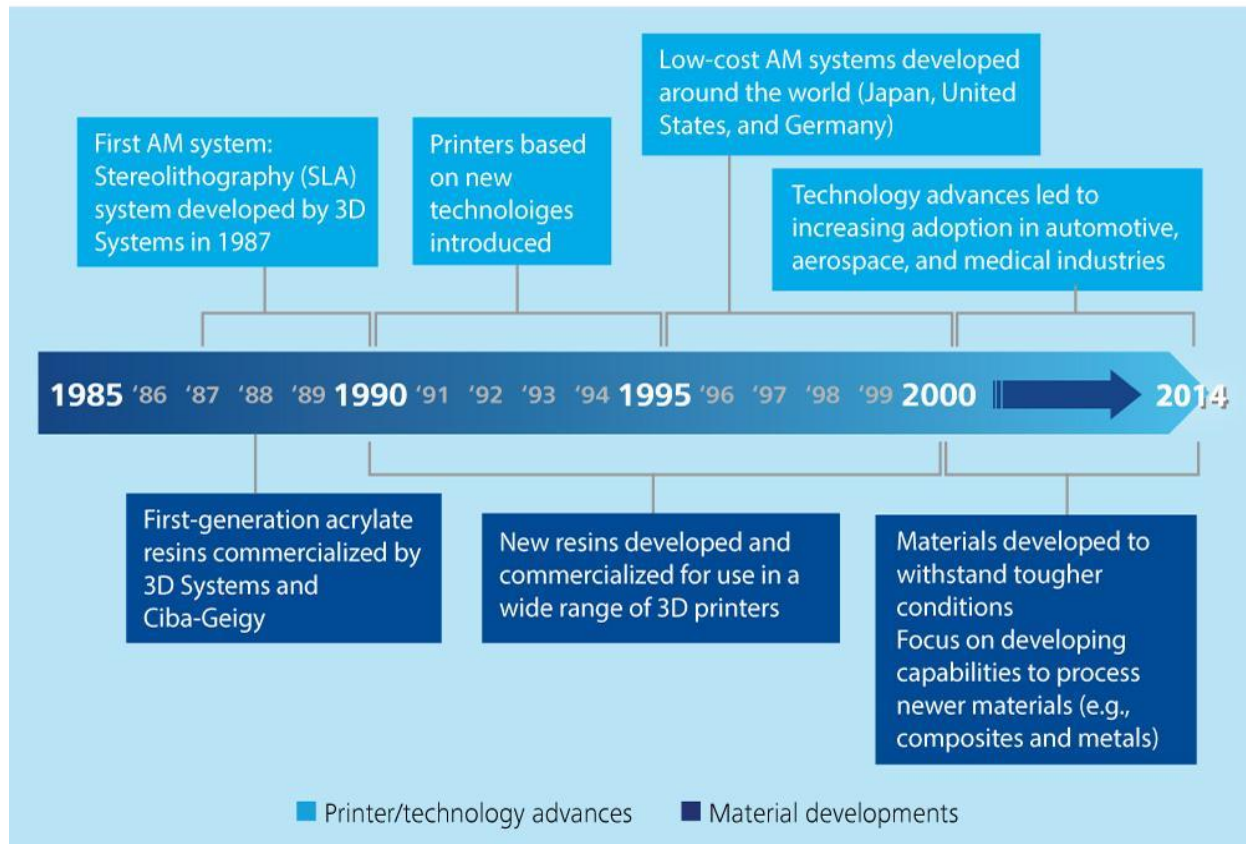 Low-cost AM systems developed
around the world (Japan, United
States, and Germany)
First AM system:
Stereolithography (SLA)
system developed by 3D
Systems in 1987
Printers based
on new
technoloiges
introduced
Technology advances led to
increasing adoption in automotive,
aerospace, and medical industries
1985 ‘86 ‘87 ‘88 ‘89 1990 ‘91 ‘92 ‘93 ‘94 1995 ‘96 ‘97 ‘98 ‘99 2000 2014
First-generation acrylate
resins commercialized by
3D Systems and
Ciba-Geigy
New resins developed and
commercialized for use in a
wide range of 3D printers
Materials developed to
withstand tougher
conditions
Focus on developing
capabilities to process
newer materials (e.g.,
composites and metals)
Printer/technology advances
Material developments